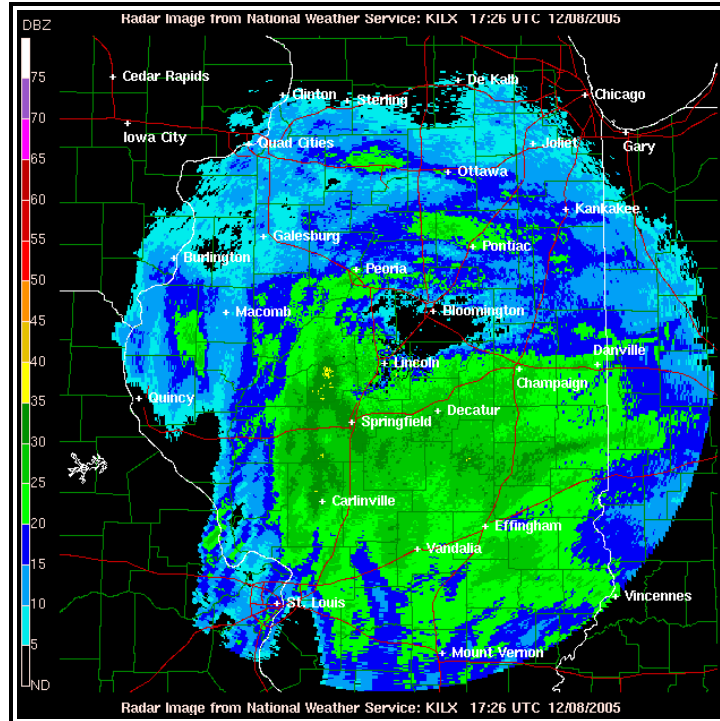 Radar Image from National Weather Service: KILX 17:26 UTC 12/08/2005
DBZ
75
70
65
60
55
50
45
40
35
30
25
20
15
10
5
ND
Cedar Rapids
De Kalb
Clinton
Sterling
Chicago
Iowa City
Quad Cities
Joliet
Gary
Ottawa
Kankakee
Galesburg
Pontiac
Burlington
Peoria
Macomb
Bloomington
Lincoln
Danville
Champaign
Quincy
Decatur
Springfield
Carlinville
Effingham
Vandalia
St. Louis
Vincennes
Mount Vernon
Radar Image from National Weather Service: KILX 17:26 UTC 12/08/2005